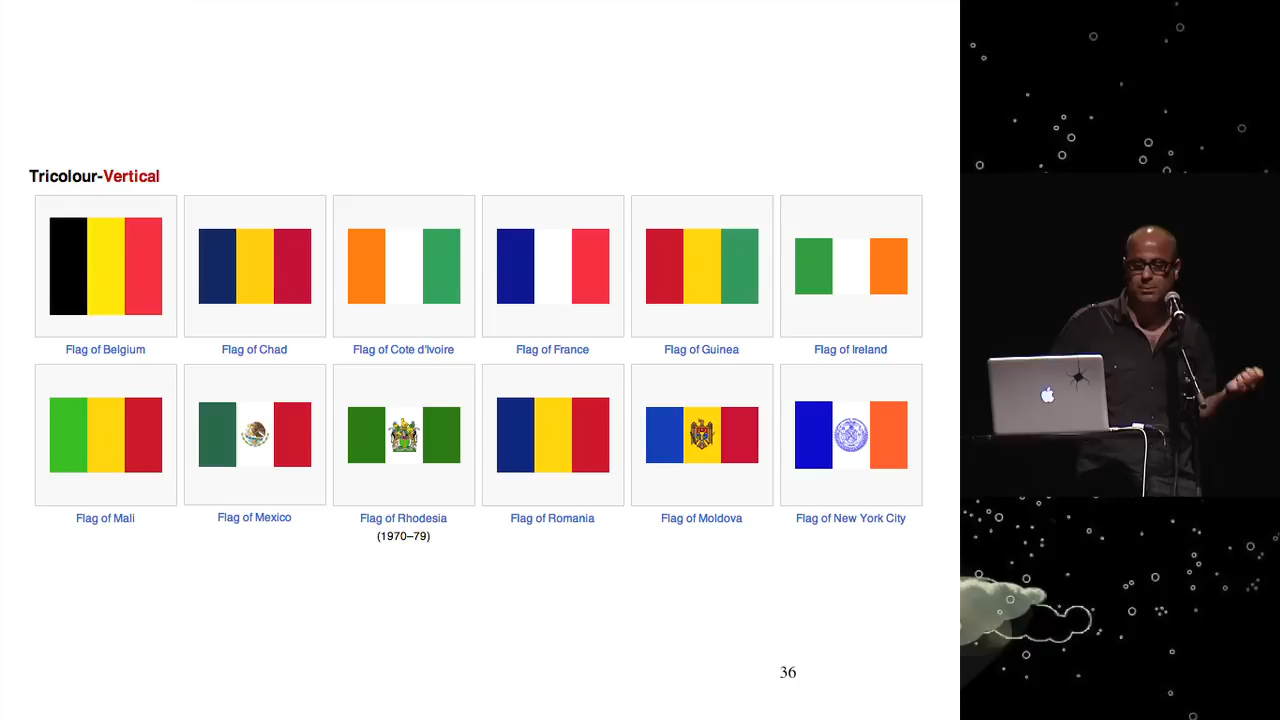 Tricolour-Vertical
Flag of Belgium
Flag of Chad
Flag of Cote d'Ivoire
Flag of France
Flag of Guinea
Flag of Ireland
Flag of Mali
Flag of Mexico
Flag of Rhodesia
(1970–79)
Flag of Romania
Flag of Moldova
Flag of New York City
36